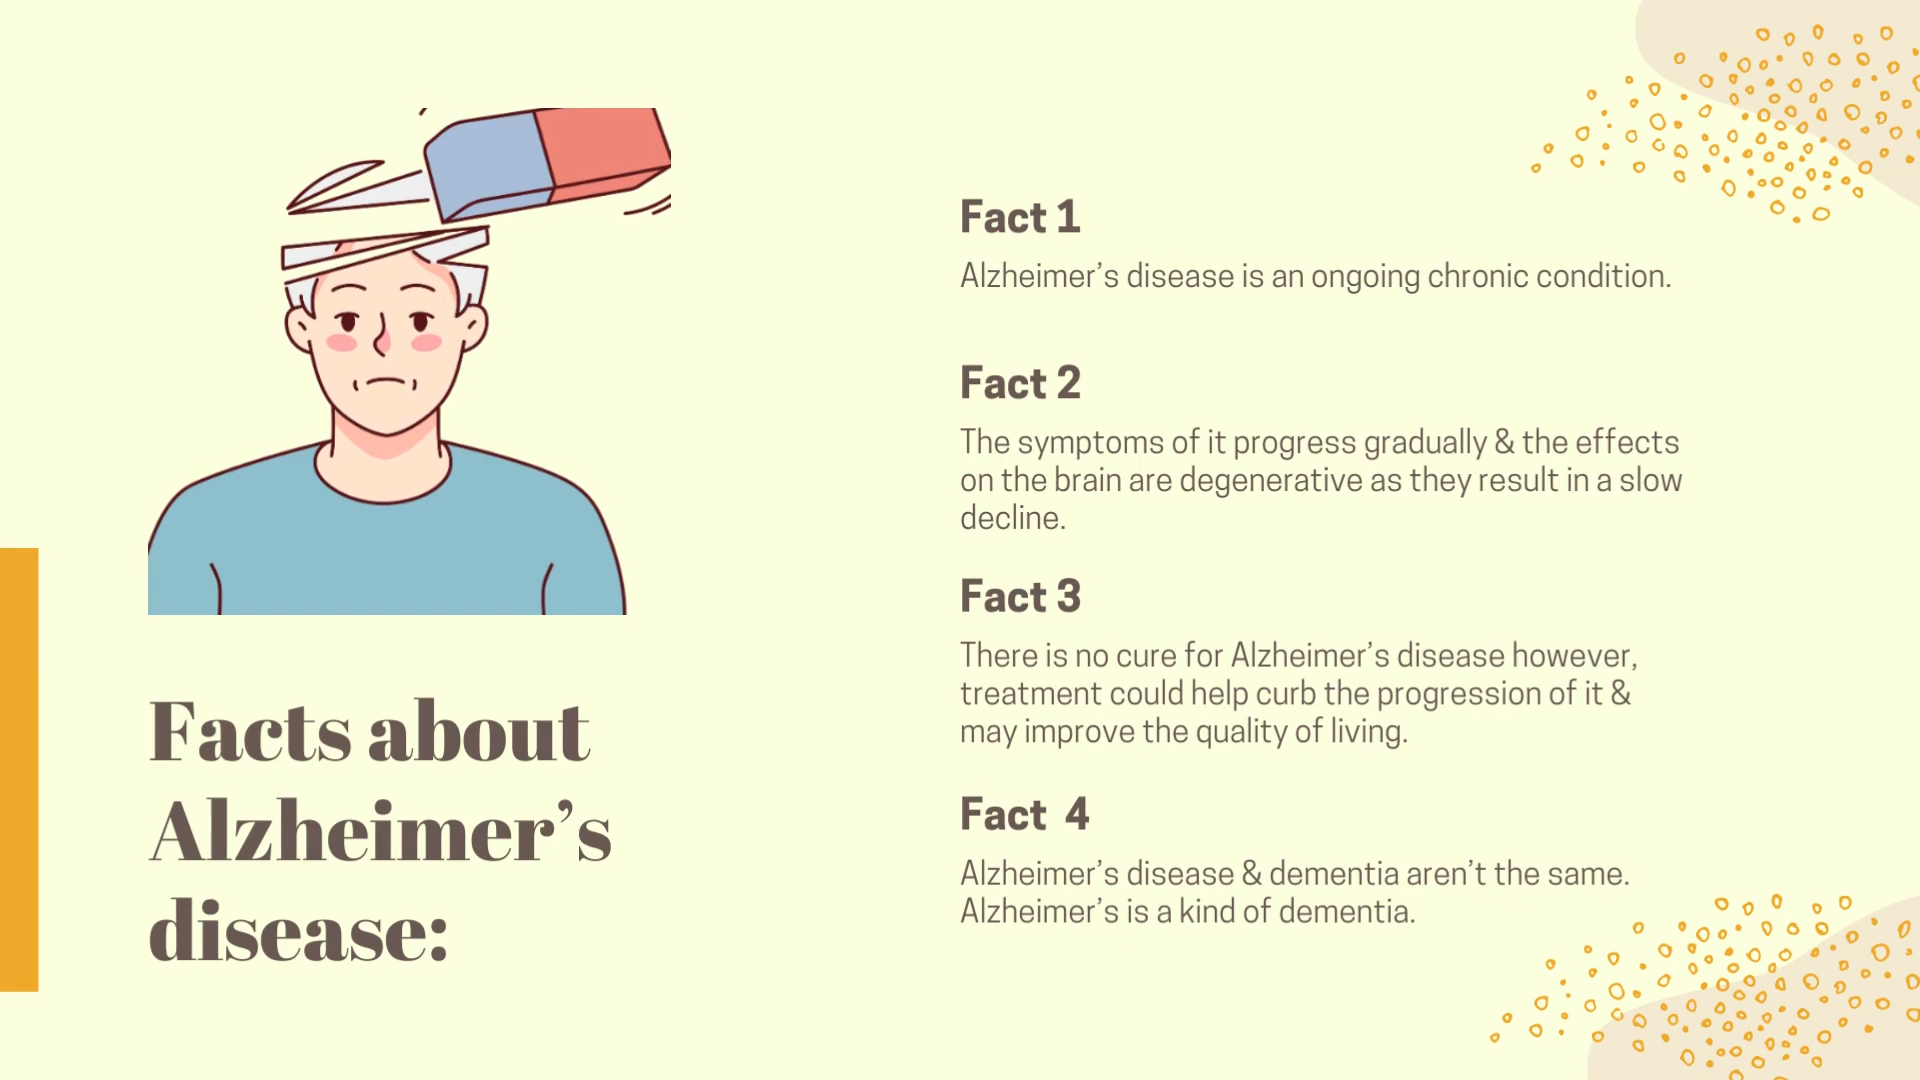 Facts about
Alzheimer’s
disease:
Fact 1
Alzheimer’s disease is an ongoing chronic condition.
Fact 2
The symptoms of it progress gradually & the effects
on the brain are degenerative as they result in a slow
decline.
Fact 3
There is no cure for Alzheimer’s disease however,
treatment could help curb the progression of it &
may improve the quality of living.
Fact 4
Alzheimer’s disease & dementia aren’t the same.
Alzheimer’s is a kind of dementia.